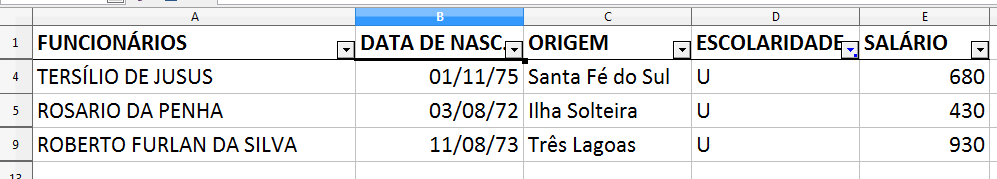 A B C D E
1 FUNCIONÁRIOS DATA DE NASC. ORIGEM ESCOLARIDADE SALÁRIO
4 TERSÍLIO DE JUSUS 01/11/75 Santa Fé do Sul U 680
5 ROSARIO DA PENHA 03/08/72 Ilha Solteira U 430
9 ROBERTO FURLAN DA SILVA 11/08/73 Três Lagoas U 930